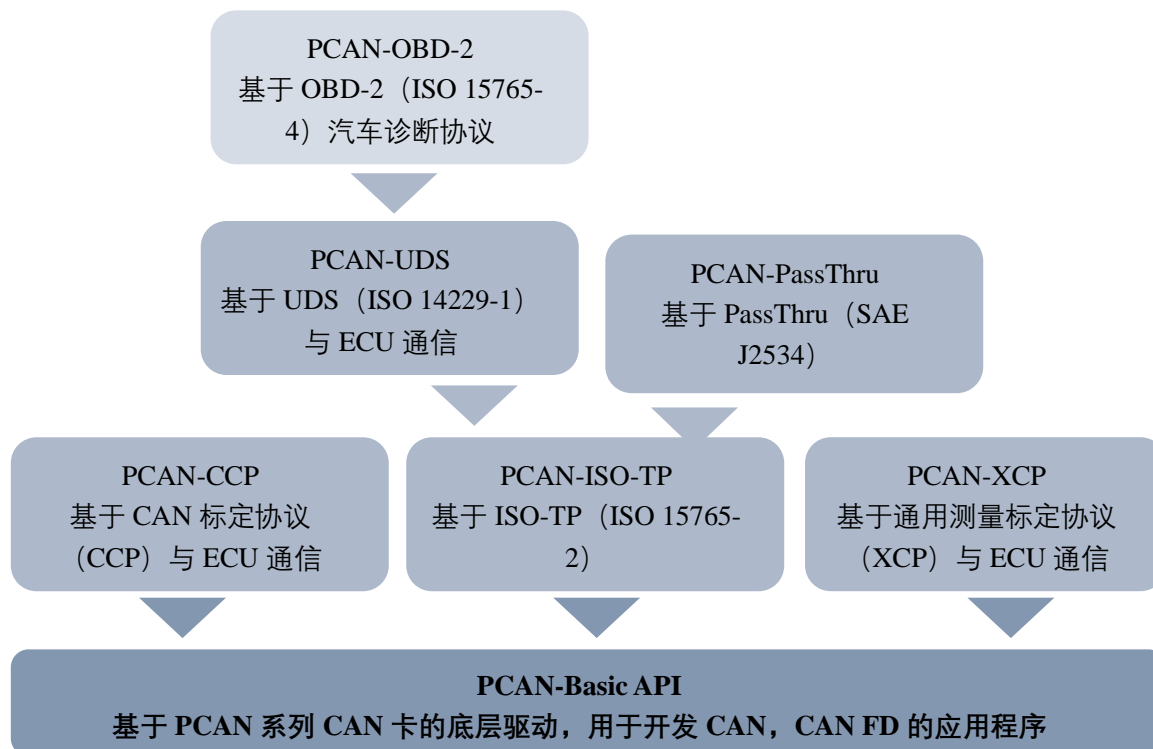 PCAN-OBD-2
基于 OBD-2（ISO 15765-
4）汽车诊断协议
PCAN-UDS
基于 UDS（ISO 14229-1）
与 ECU 通信
PCAN-PassThru
基于 PassThru（SAE
J2534）
PCAN-CCP
基于 CAN 标定协议
（CCP）与 ECU 通信
PCAN-ISO-TP
基于 ISO-TP（ISO 15765-
2）
PCAN-XCP
基于通用测量标定协议
（XCP）与 ECU 通信
PCAN-Basic API
基于 PCAN 系列 CAN 卡的底层驱动，用于开发 CAN，CAN FD 的应用程序